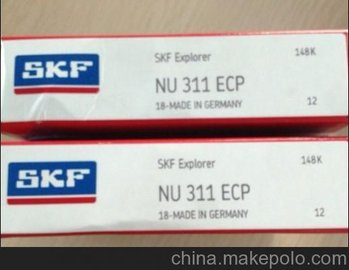 SKF
SKF Explorer 148K
NU 311 ECP
18-MADE IN GERMANY 12
SKF
SKF Explorer 148K
NU 311 ECP
18-MADE IN GERMANY 12
china.makepolo.com